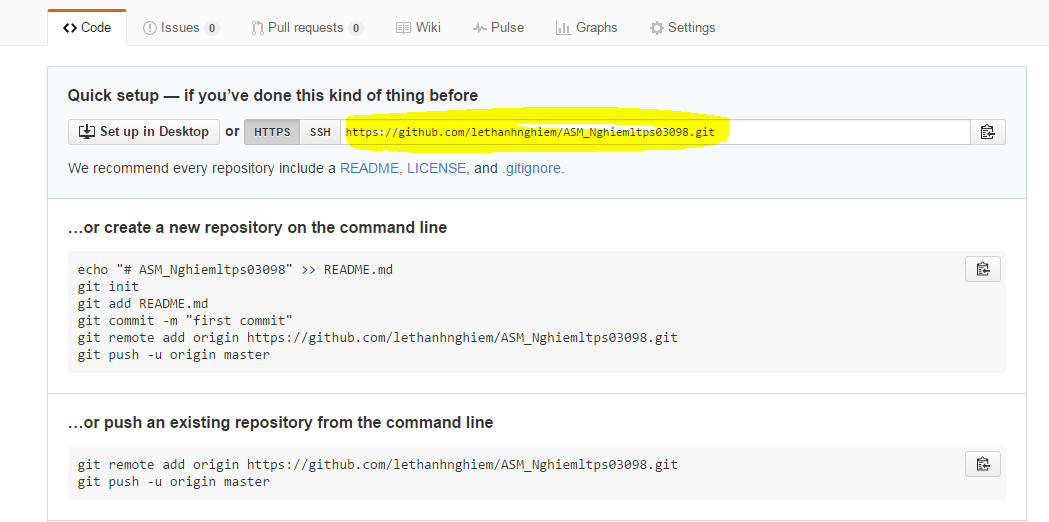 Code Issues 0 Pull requests 0 Wiki Pulse Graphs Settings
Quick setup — if you’ve done this kind of thing before
Set up in Desktop or HTTPS SSH https://github.com/lethanhnghiem/ASM_Nghiemltps03098.git
We recommend every repository include a README, LICENSE, and .gitignore.
…or create a new repository on the command line
echo "# ASM_Nghiemltps03098" >> README.md
git init
git add README.md
git commit -m "first commit"
git remote add origin https://github.com/lethanhnghiem/ASM_Nghiemltps03098.git
git push -u origin master
…or push an existing repository from the command line
git remote add origin https://github.com/lethanhnghiem/ASM_Nghiemltps03098.git
git push -u origin master